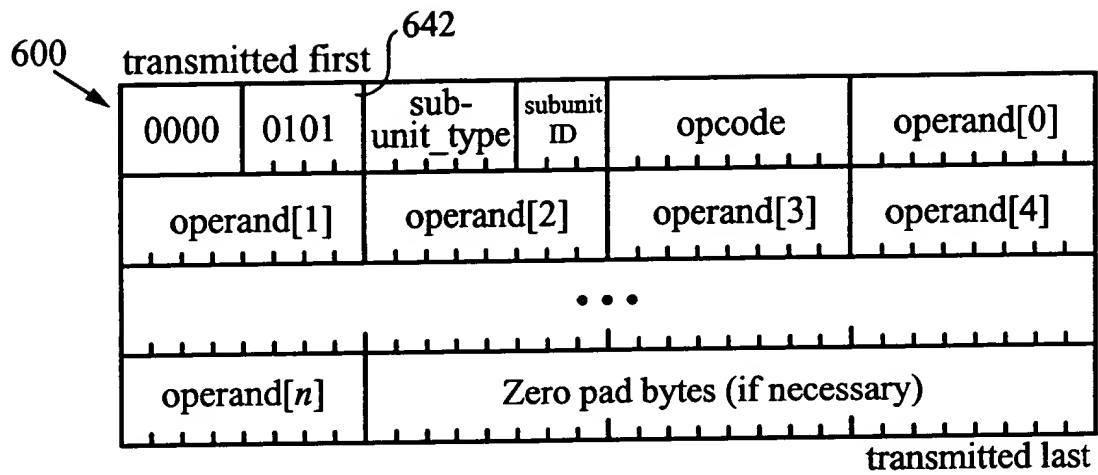 600
642
transmitted first
0000 0101 sub-unit_type subunit ID opcode operand[0]
operand[1] operand[2] operand[3] operand[4]
• • •
operand[n] Zero pad bytes (if necessary)
transmitted last